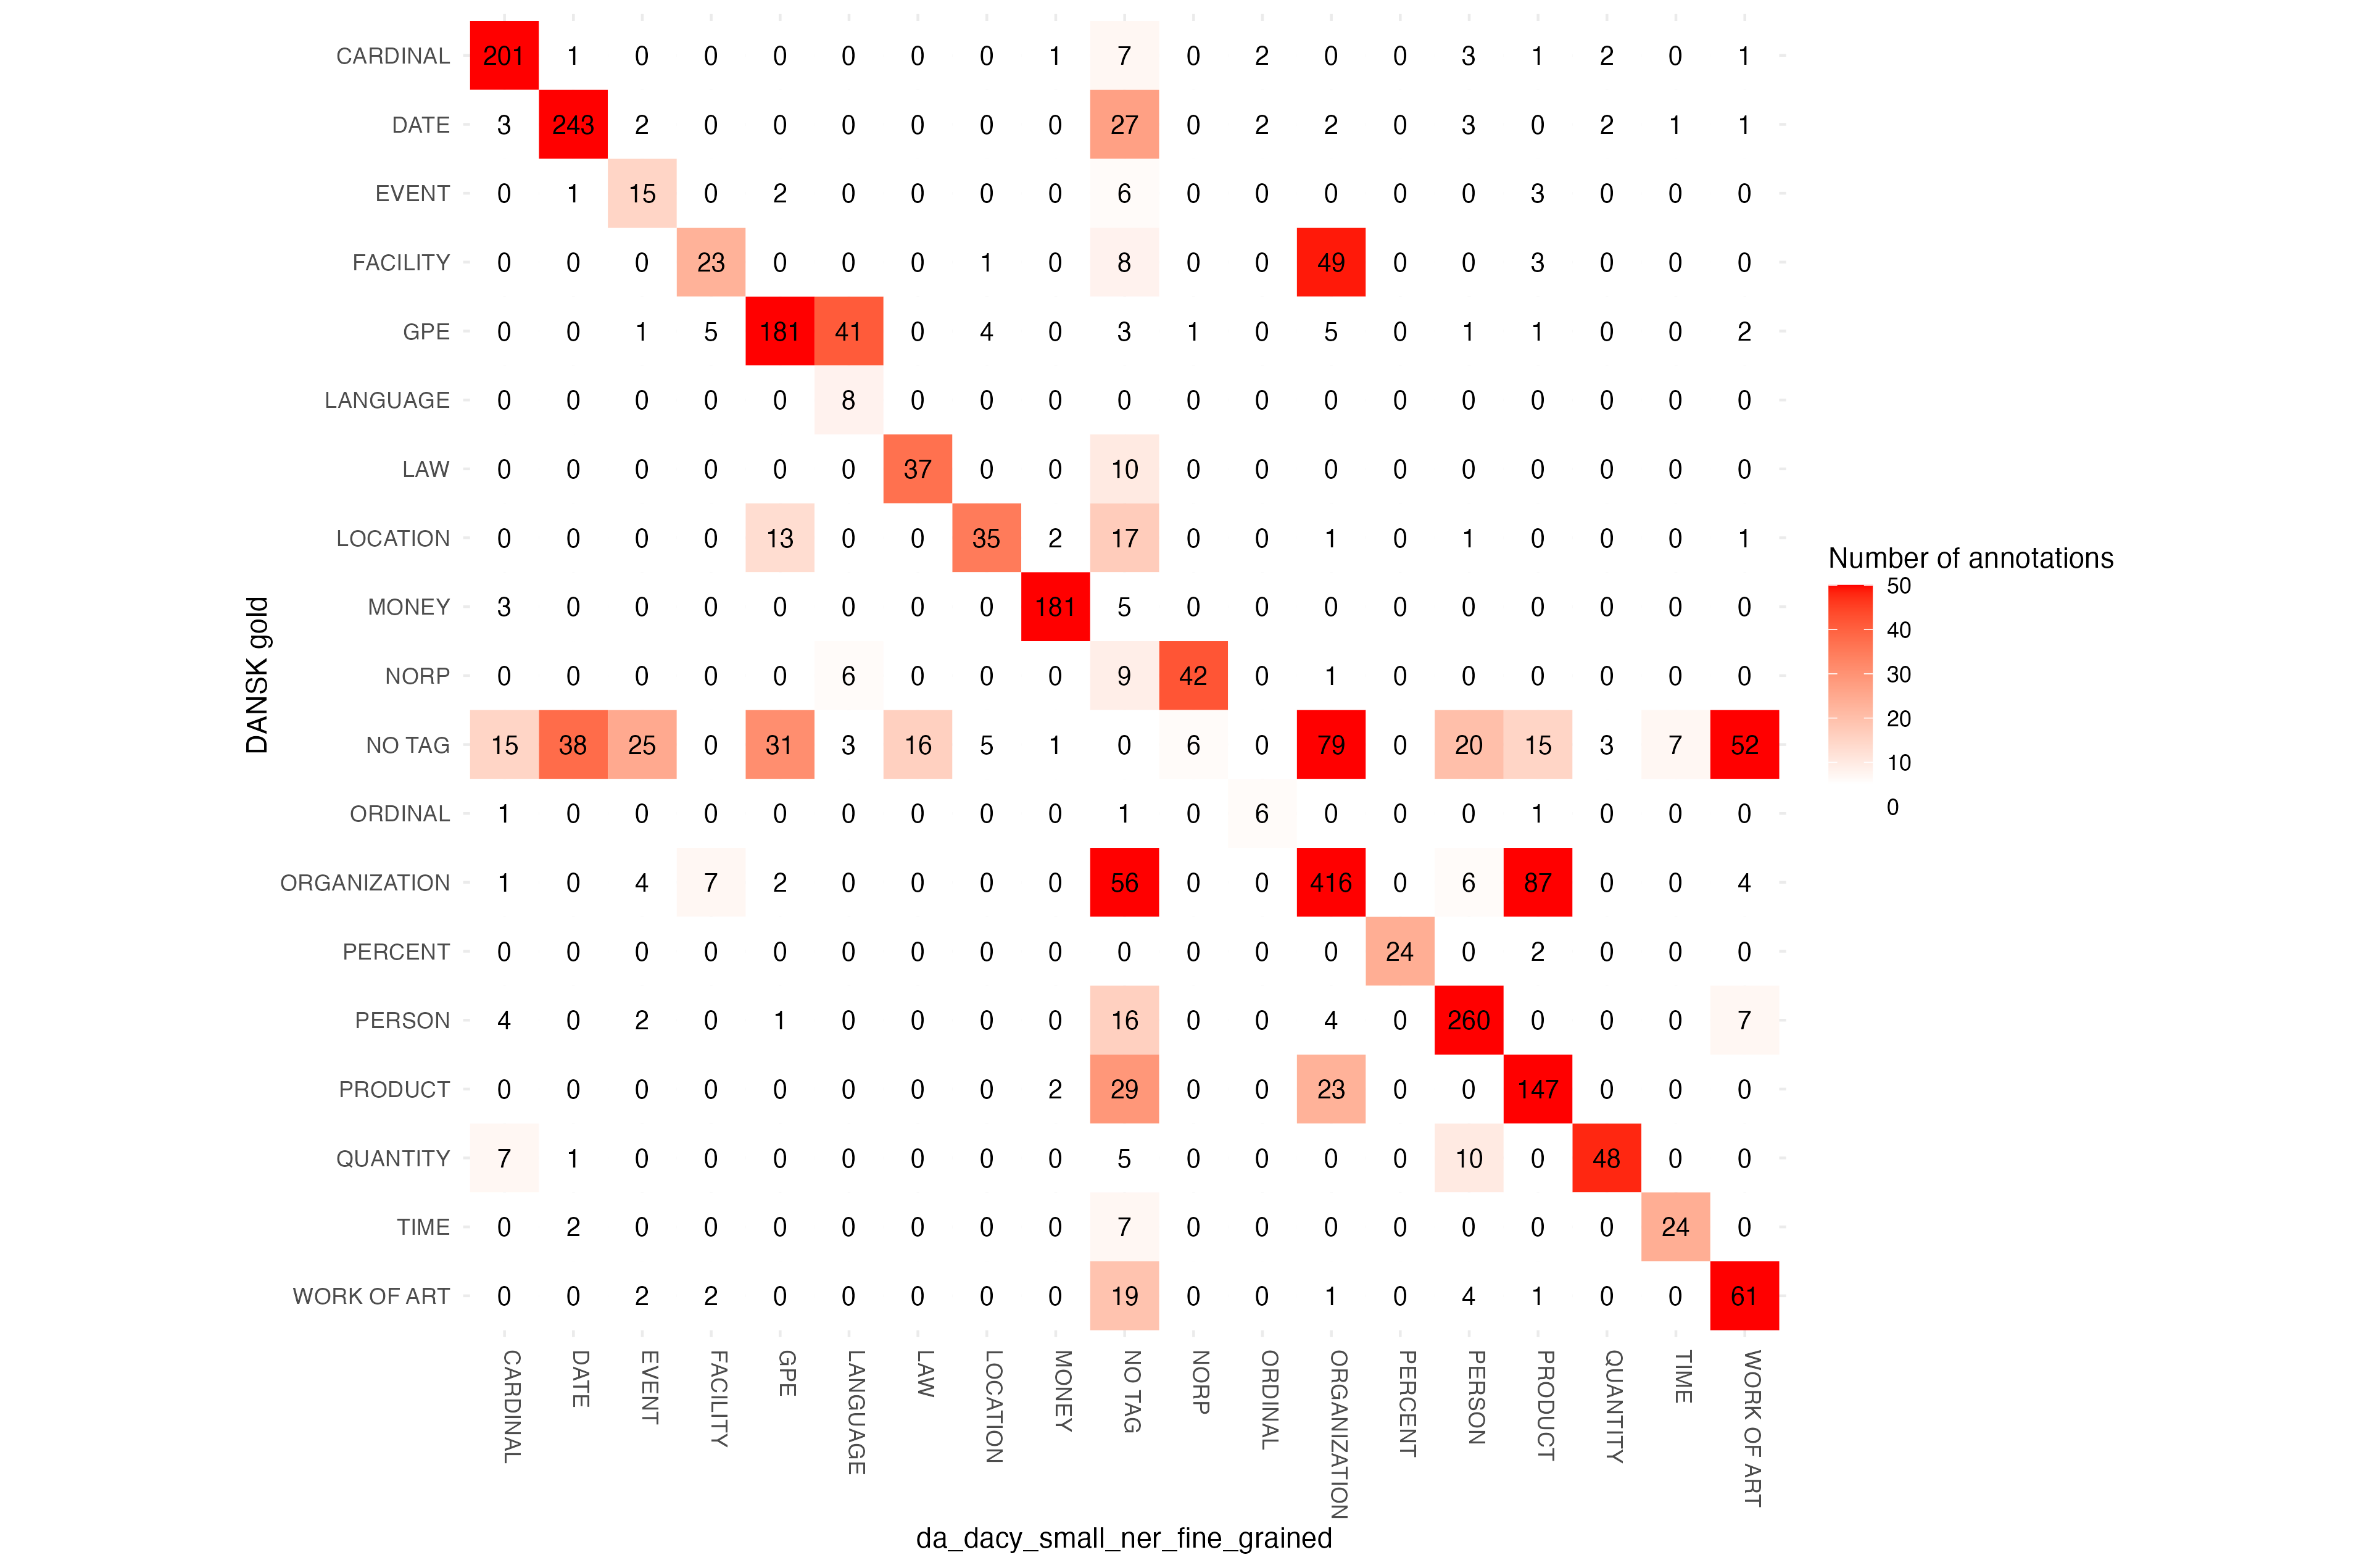 CARDINAL 201 1 0 0 0 0 0 0 1 7 0 2 0 0 3 1 2 0 1
DATE 3 243 2 0 0 0 0 0 0 27 0 2 2 0 3 0 2 1 1
EVENT 0 1 15 0 2 0 0 0 0 6 0 0 0 0 0 3 0 0 0
FACILITY 0 0 0 23 0 0 0 1 0 8 0 0 49 0 0 3 0 0 0
GPE 0 0 1 5 181 41 0 4 0 3 1 0 5 0 1 1 0 0 2
LANGUAGE 0 0 0 0 0 8 0 0 0 0 0 0 0 0 0 0 0 0 0
LAW 0 0 0 0 0 0 37 0 0 10 0 0 0 0 0 0 0 0 0
LOCATION 0 0 0 0 13 0 0 35 2 17 0 0 1 0 1 0 0 0 1
MONEY 3 0 0 0 0 0 0 0 181 5 0 0 0 0 0 0 0 0 0
NORP 0 0 0 0 0 6 0 0 0 9 42 0 1 0 0 0 0 0 0
NO TAG 15 38 25 0 31 3 16 5 1 0 6 0 79 0 20 15 3 7 52
ORDINAL 1 0 0 0 0 0 0 0 0 1 0 6 0 0 0 1 0 0 0
ORGANIZATION 1 0 4 7 2 0 0 0 0 56 0 0 416 0 6 87 0 0 4
PERCENT 0 0 0 0 0 0 0 0 0 0 0 0 0 24 0 2 0 0 0
PERSON 4 0 2 0 1 0 0 0 0 16 0 0 4 0 260 0 0 0 7
PRODUCT 0 0 0 0 0 0 0 0 2 29 0 0 23 0 0 147 0 0 0
QUANTITY 7 1 0 0 0 0 0 0 0 5 0 0 0 0 10 0 48 0 0
TIME 0 2 0 0 0 0 0 0 0 7 0 0 0 0 0 0 0 24 0
WORK OF ART 0 0 2 2 0 0 0 0 0 19 0 0 1 0 4 1 0 0 61
CARDINAL DATE EVENT FACILITY GPE LANGUAGE LAW LOCATION MONEY NO TAG NORP ORDINAL ORGANIZATION PERCENT PERSON PRODUCT QUANTITY TIME WORK OF ART
da_dacy_small_ner_fine_grained
DANSK gold
Number of annotations
50
40
30
20
10
0